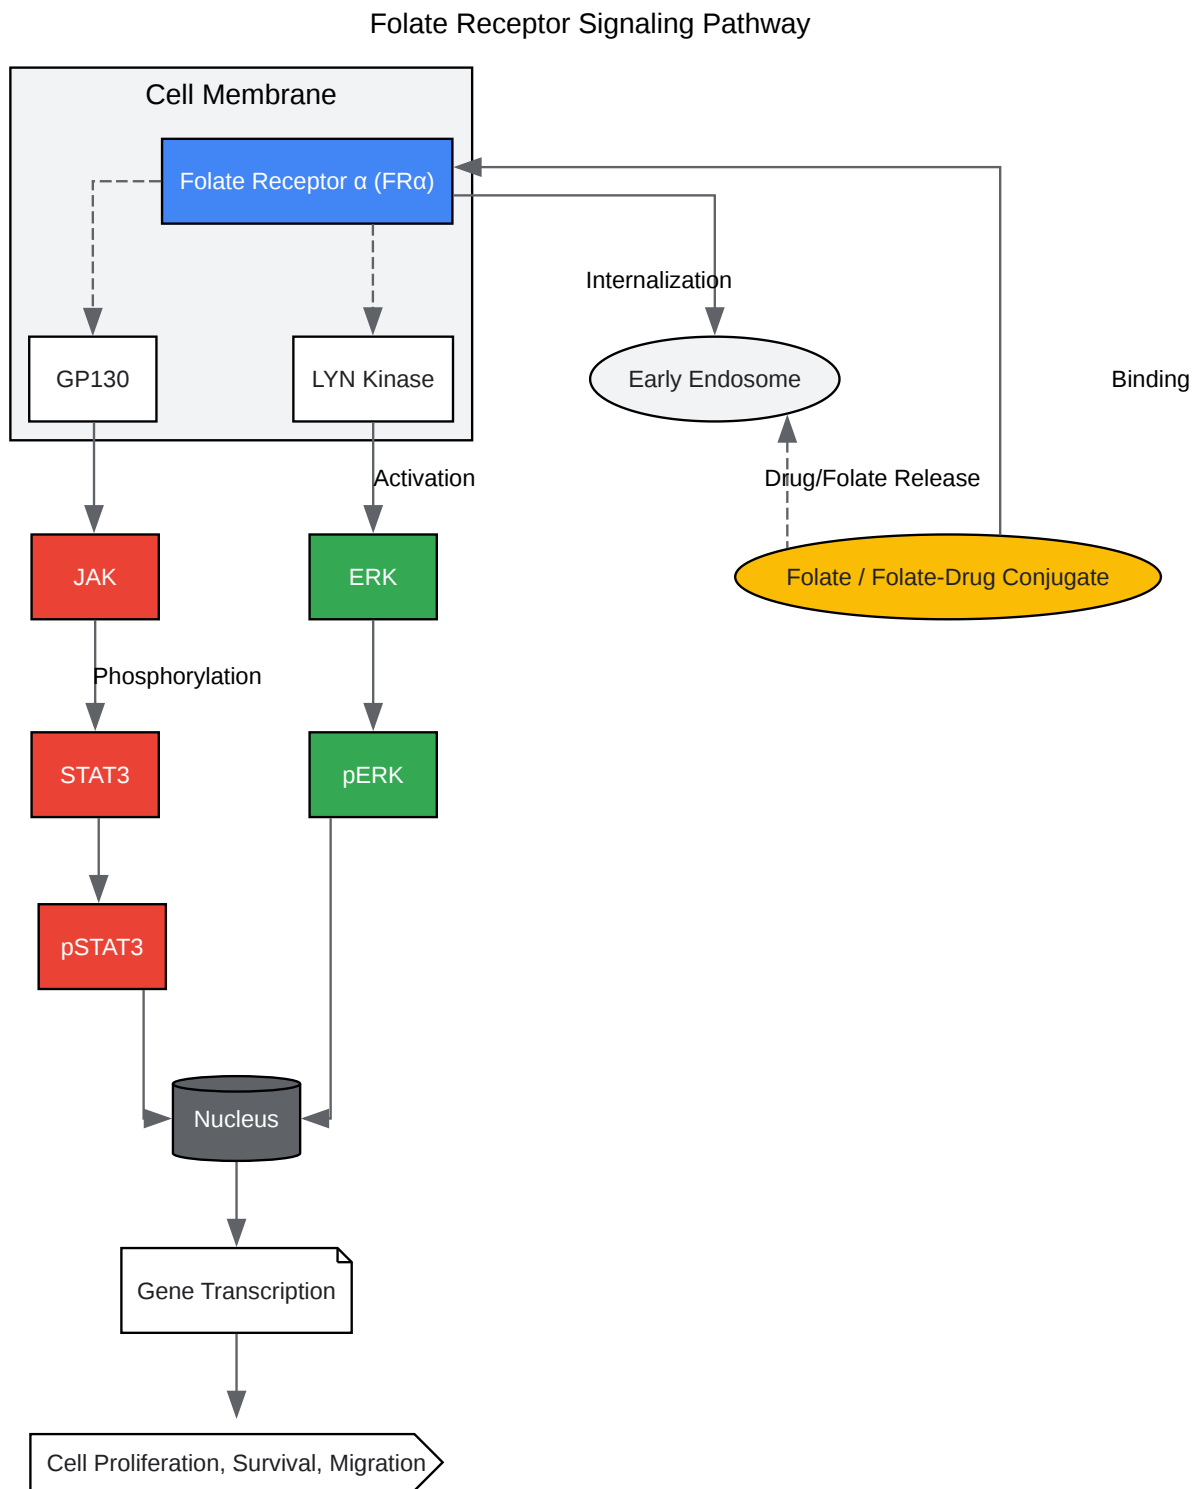 Folate Receptor Signaling Pathway
Cell Membrane
Folate Receptor α (FRα)
Internalization
GP130
LYN Kinase
Early Endosome
Binding
Activation
Drug/Folate Release
JAK
ERK
Folate / Folate-Drug Conjugate
Phosphorylation
STAT3
pERK
pSTAT3
Nucleus
Gene Transcription
Cell Proliferation, Survival, Migration